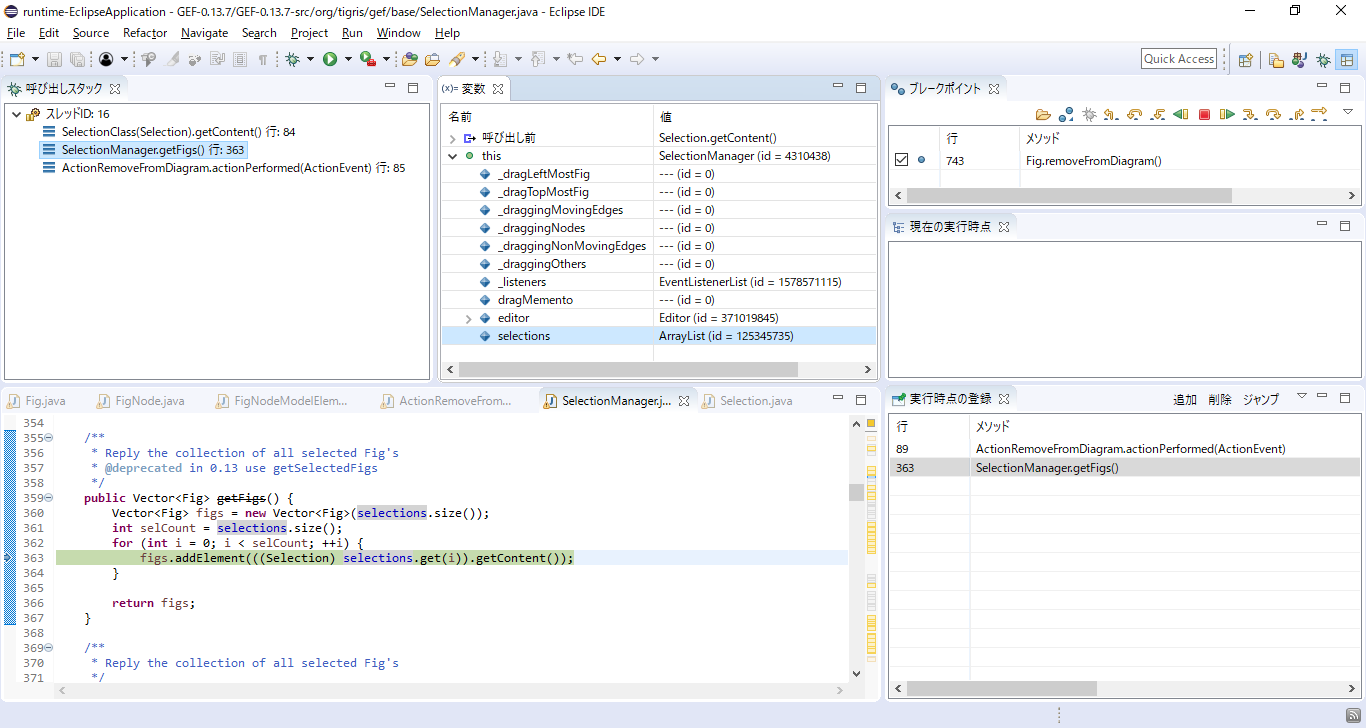 runtime-EclipseApplication - GEF-0.13.7/GEF-0.13.7-src/org/tigris/gef/base/SelectionManager.java - Eclipse IDE
File Edit Source Refactor Navigate Search Project Run Window Help
Quick Access
呼び出しスタック
スレッドID: 16
SelectionClass(Selection).getContent() 行: 84
SelectionManager.getFigs() 行: 363
ActionRemoveFromDiagram.actionPerformed(ActionEvent) 行: 85
(x)= 変数
名前 値
呼び出し前 Selection.getContent()
this SelectionManager (id = 4310438)
_dragLeftMostFig --- (id = 0)
_dragTopMostFig --- (id = 0)
_draggingMovingEdges --- (id = 0)
_draggingNodes --- (id = 0)
_draggingNonMovingEdges --- (id = 0)
_draggingOthers --- (id = 0)
_listeners EventListenerList (id = 1578571115)
dragMemento --- (id = 0)
editor Editor (id = 371019845)
selections ArrayList (id = 125345735)
ブレークポイント
行 メソッド
743 Fig.removeFromDiagram()
現在の実行時点
Fig.java FigNode.java FigNodeModelElem... ActionRemoveFrom... SelectionManager.j... Selection.java
354
355 /**
356 * Reply the collection of all selected Fig's
357 * @deprecated in 0.13 use getSelectedFigs
358 */
359 public Vector<Fig> getFigs() {
360 Vector<Fig> figs = new Vector<Fig>(selections.size());
361 int selCount = selections.size();
362 for (int i = 0; i < selCount; ++i) {
363 figs.addElement(((Selection) selections.get(i)).getContent());
364 }
365
366 return figs;
367 }
368
369 /**
370 * Reply the collection of all selected Fig's
371 */
実行時点の登録 追加 削除 ジャンプ
行 メソッド
89 ActionRemoveFromDiagram.actionPerformed(ActionEvent)
363 SelectionManager.getFigs()